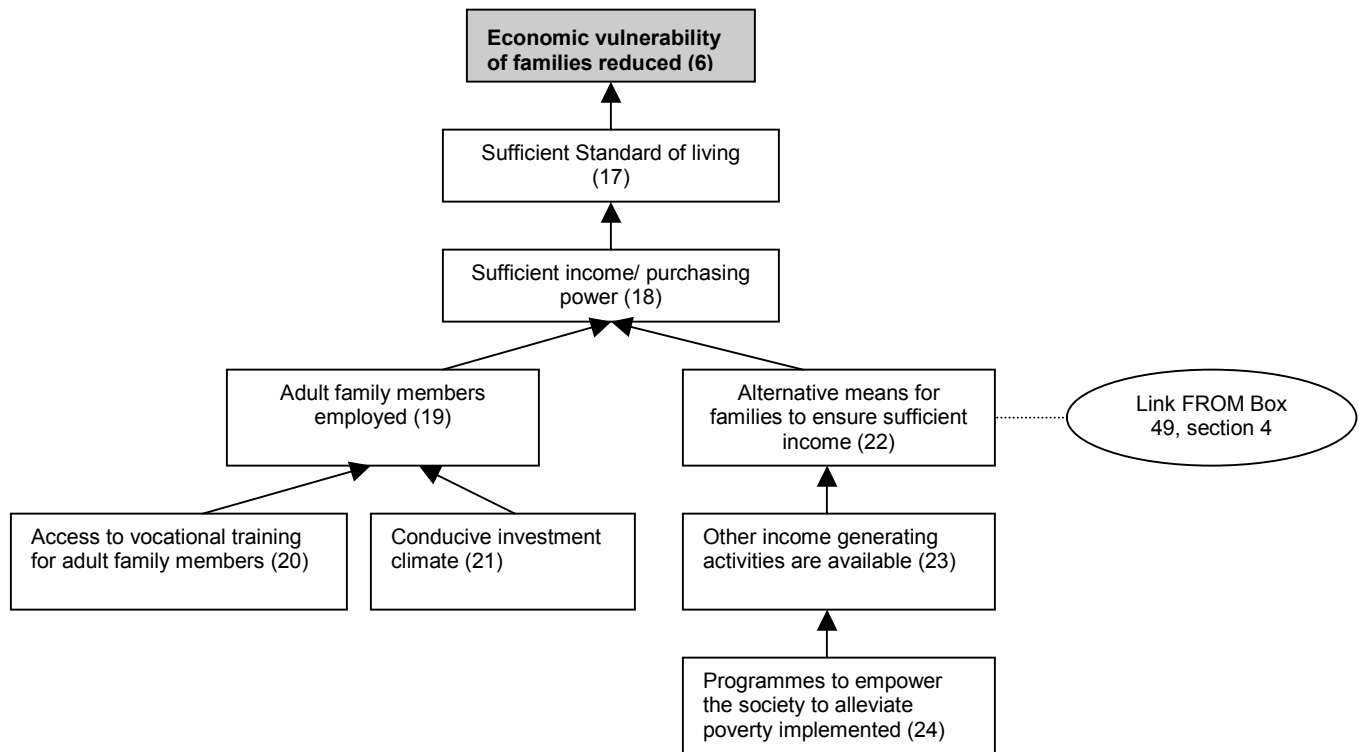 Economic vulnerability
of families reduced (6)
Sufficient Standard of living
(17)
Sufficient income/ purchasing
power (18)
Adult family members
employed (19)
Alternative means for
families to ensure sufficient
income (22)
Link FROM Box
49, section 4
Access to vocational training
for adult family members (20)
Conducive investment
climate (21)
Other income generating
activities are available (23)
Programmes to empower
the society to alleviate
poverty implemented (24)